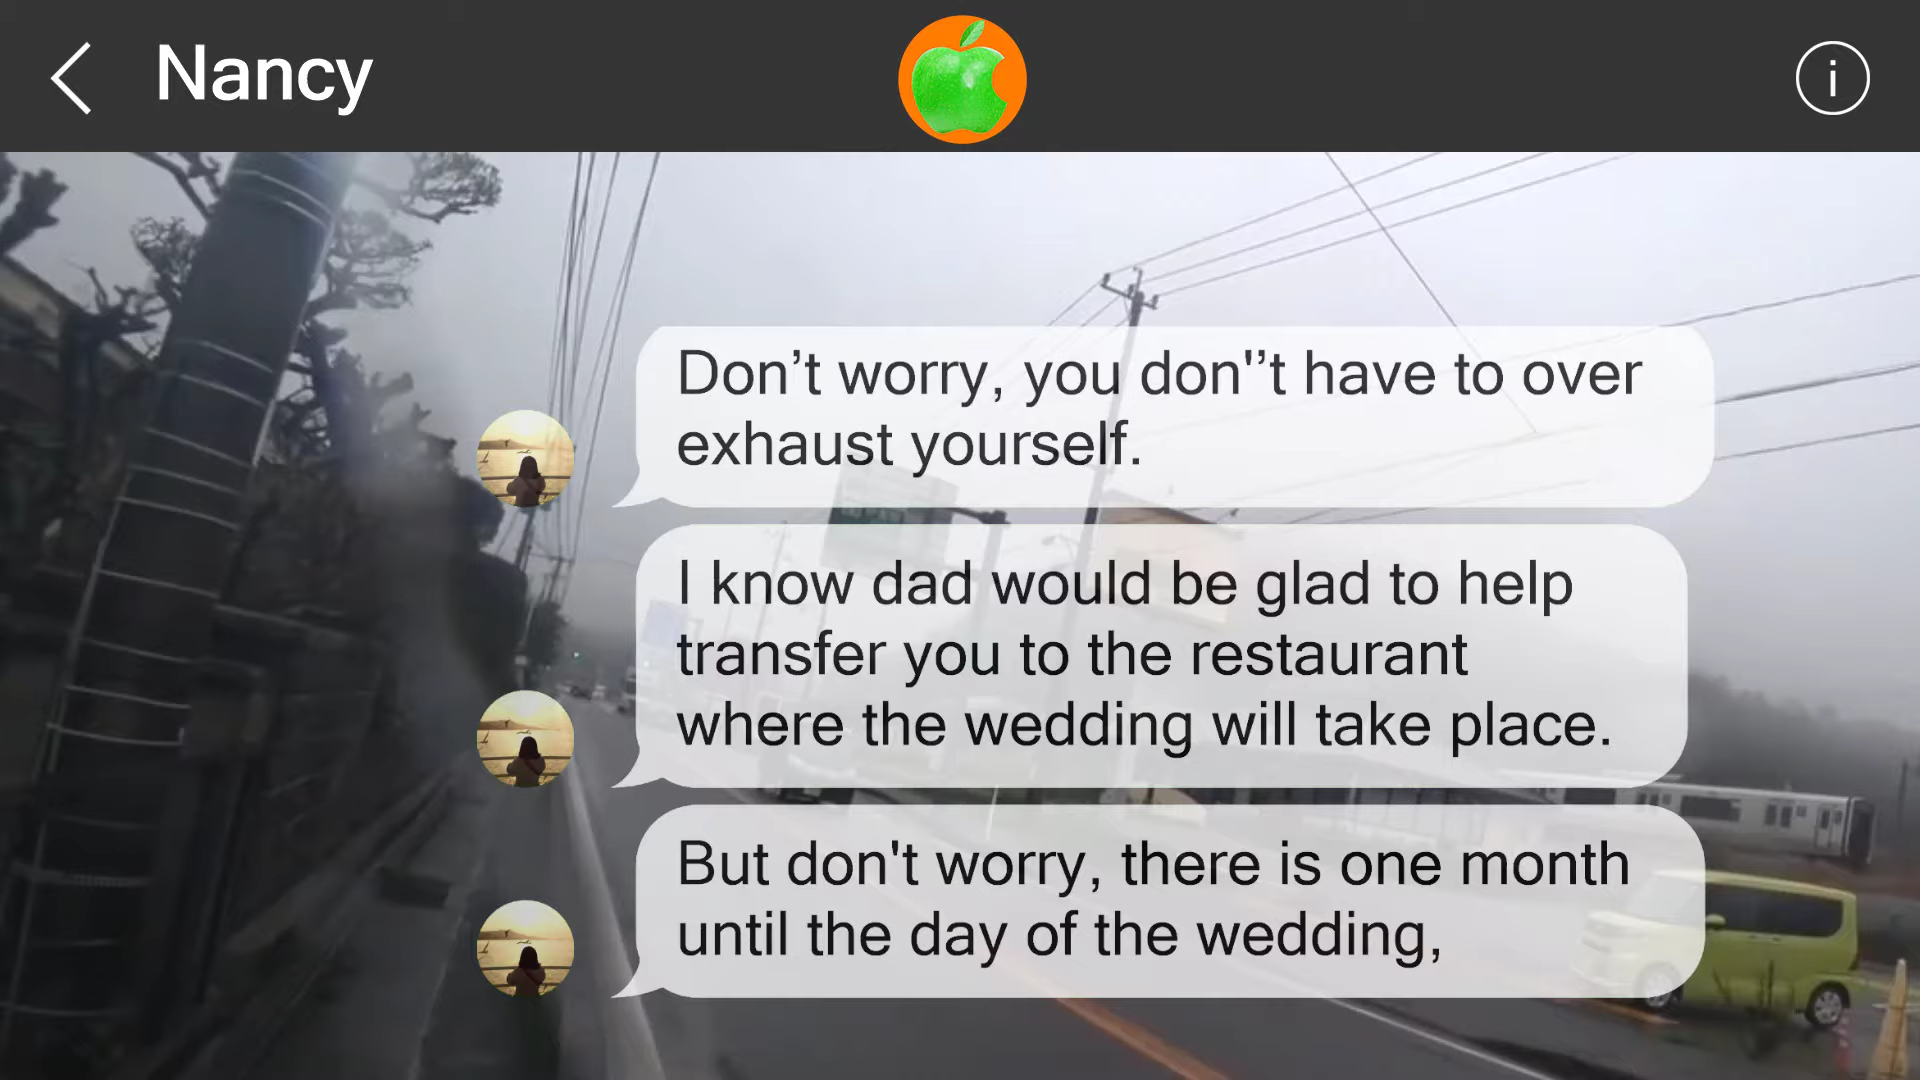 Nancy
Don’t worry, you don"’t have to over
exhaust yourself.
I know dad would be glad to help
transfer you to the restaurant
where the wedding will take place.
But don't worry, there is one month
until the day of the wedding,